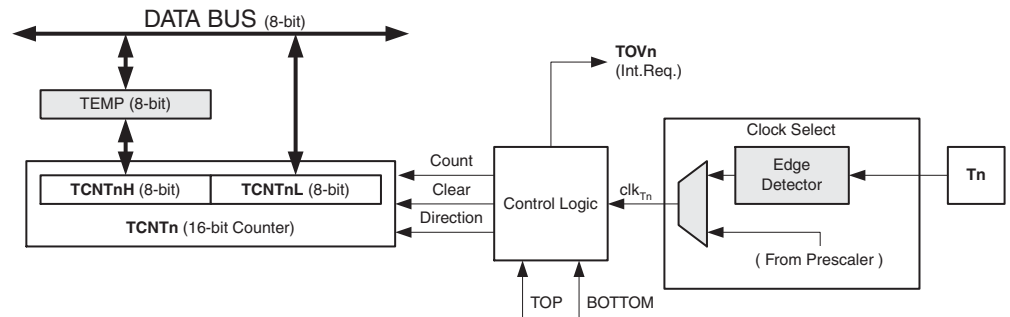 DATA BUS (8-bit)
TOVn
(Int.Req.)
TEMP (8-bit)
Clock Select
Count
Edge
Detector
TCNTnH (8-bit) TCNTnL (8-bit)
Clear
Control Logic
clkTn
Tn
TCNTn (16-bit Counter)
Direction
( From Prescaler )
TOP
BOTTOM